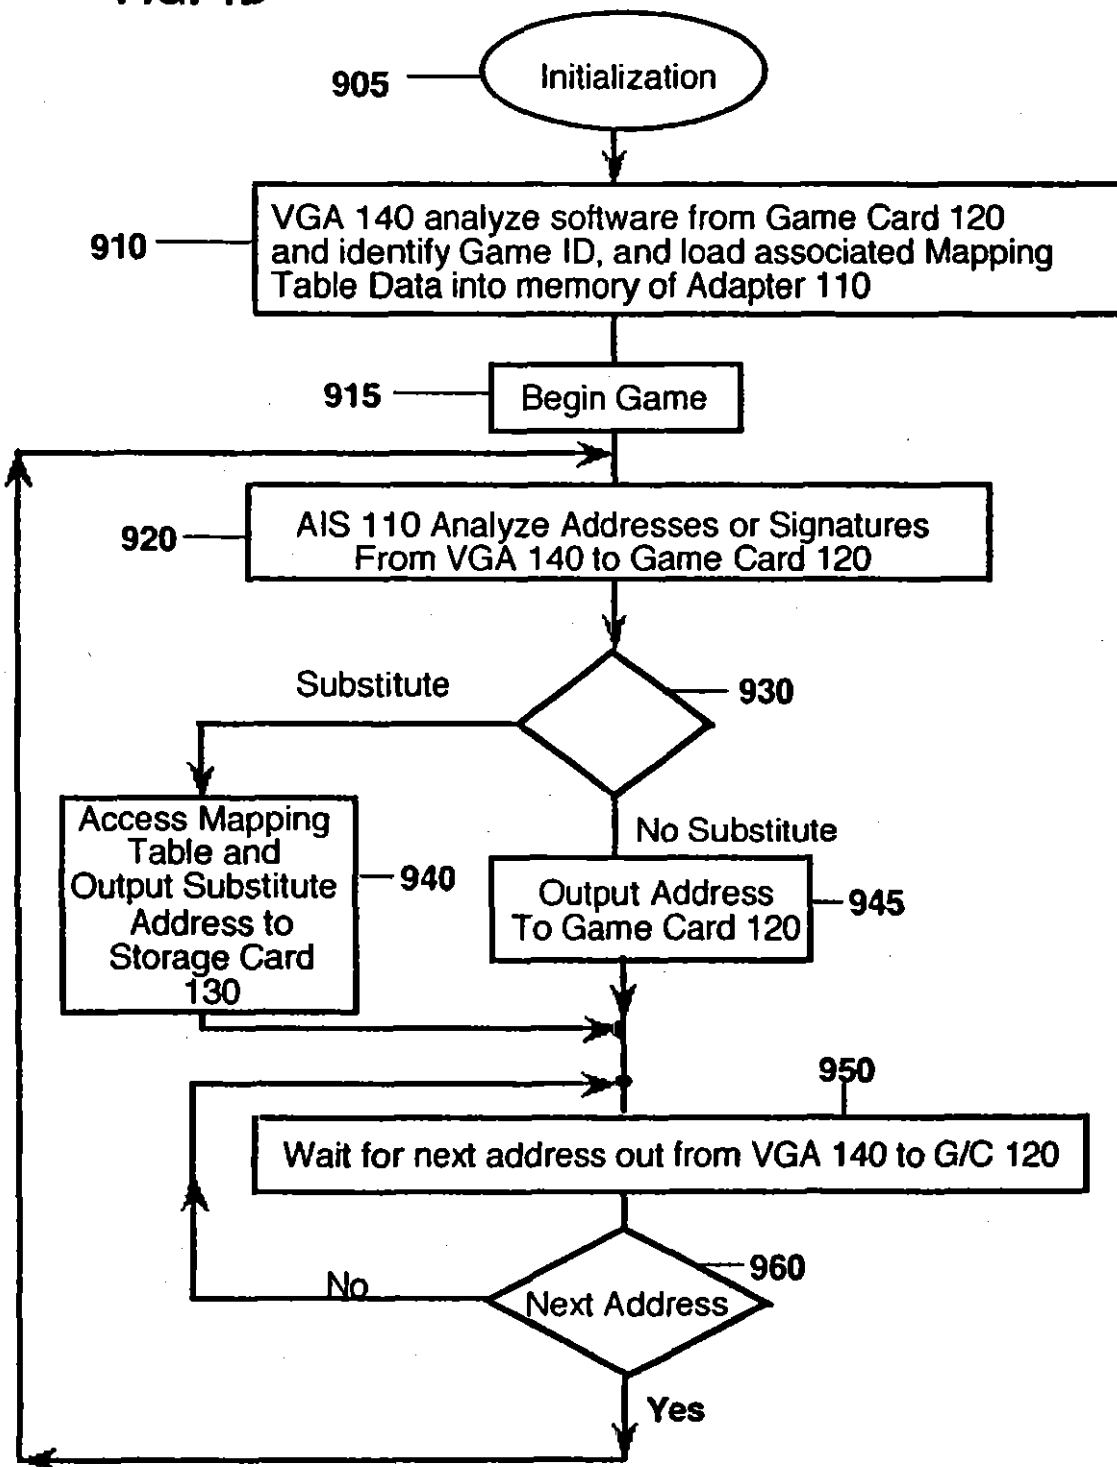 905
Initialization
910
VGA 140 analyze software from Game Card 120
and identify Game ID, and load associated Mapping
Table Data into memory of Adapter 110
915
Begin Game
920
AIS 110 Analyze Addresses or Signatures
From VGA 140 to Game Card 120
Substitute
930
Access Mapping
Table and
Output Substitute
Address to
Storage Card
130
940
No Substitute
Output Address
To Game Card 120
945
950
Wait for next address out from VGA 140 to G/C 120
960
No
Next Address
Yes